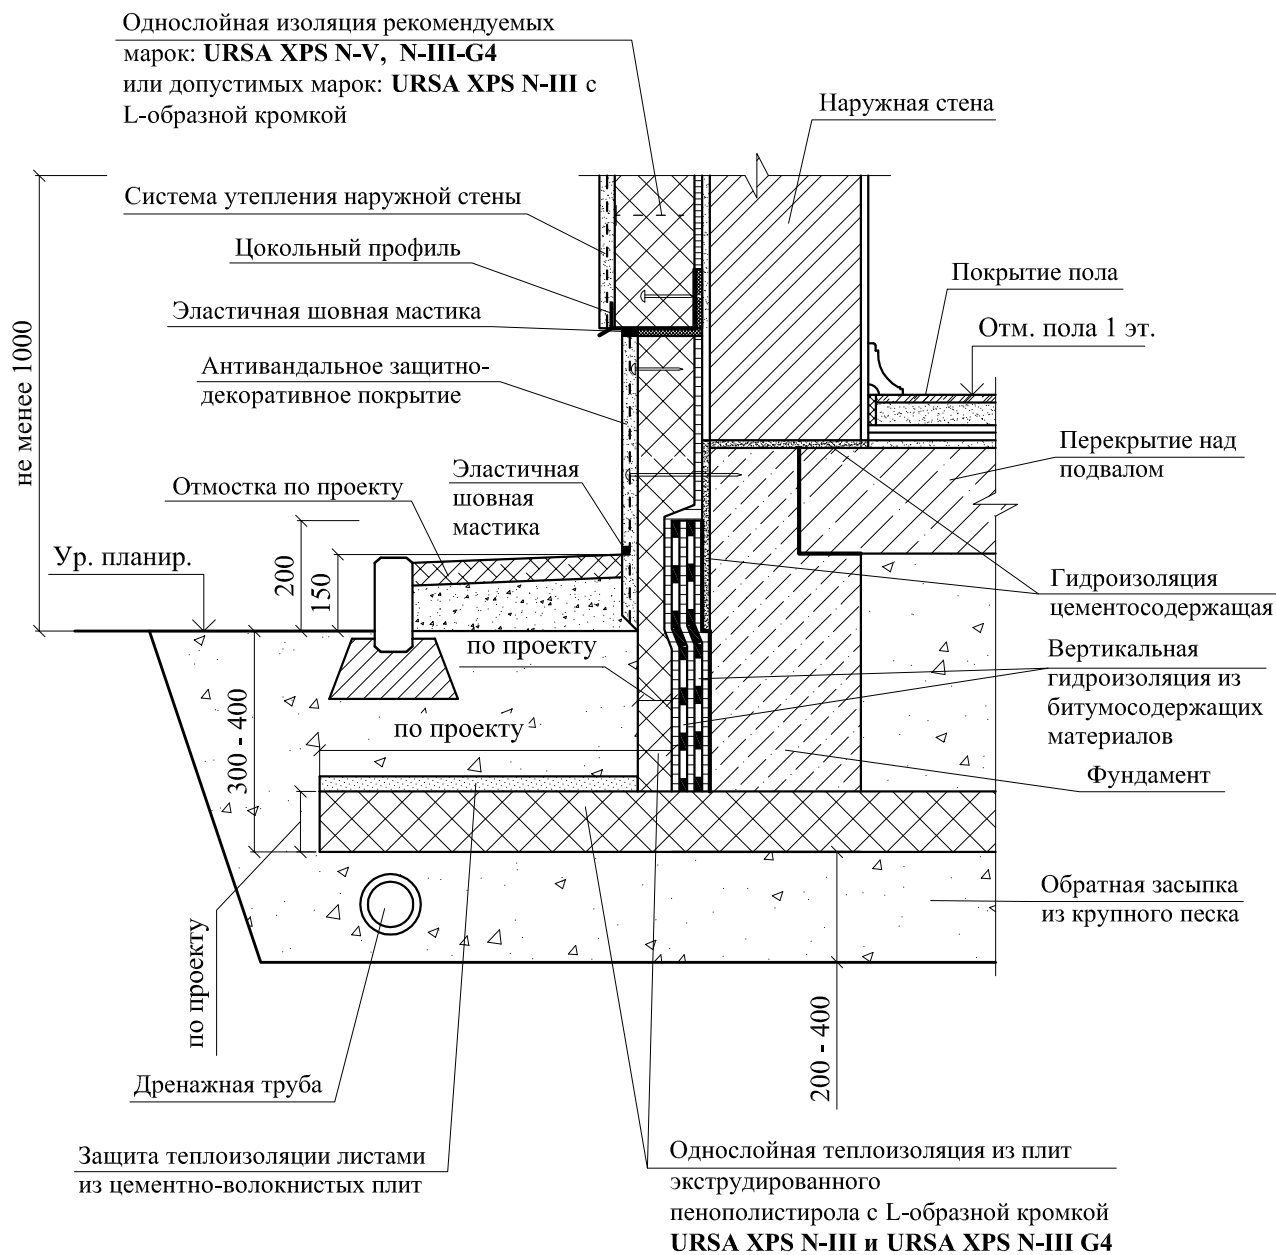 Однослойная изоляция рекомендуемых
марок: URSA XPS N-V, N-III-G4
или допустимых марок: URSA XPS N-III с
L-образной кромкой
Наружная стена
Система утепления наружной стены
Цокольный профиль
Эластичная шовная мастика
Антивандальное защитно-
декоративное покрытие
Покрытие пола
Отм. пола 1 эт.
не менее 1000
Перекрытие над
подвалом
Эластичная
шовная
мастика
Отмостка по проекту
Ур. планир.
200
150
Гидроизоляция
цементосодержащая
по проекту
Вертикальная
гидроизоляция из
битумосодержащих
материалов
по проекту
300 - 400
Фундамент
Обратная засыпка
из крупного песка
по проекту
200 - 400
Дренажная труба
Защита теплоизоляции листами
из цементно-волокнистых плит
Однослойная теплоизоляция из плит
экструдированного
пенополистирола с L-образной кромкой
URSA XPS N-III и URSA XPS N-III G4